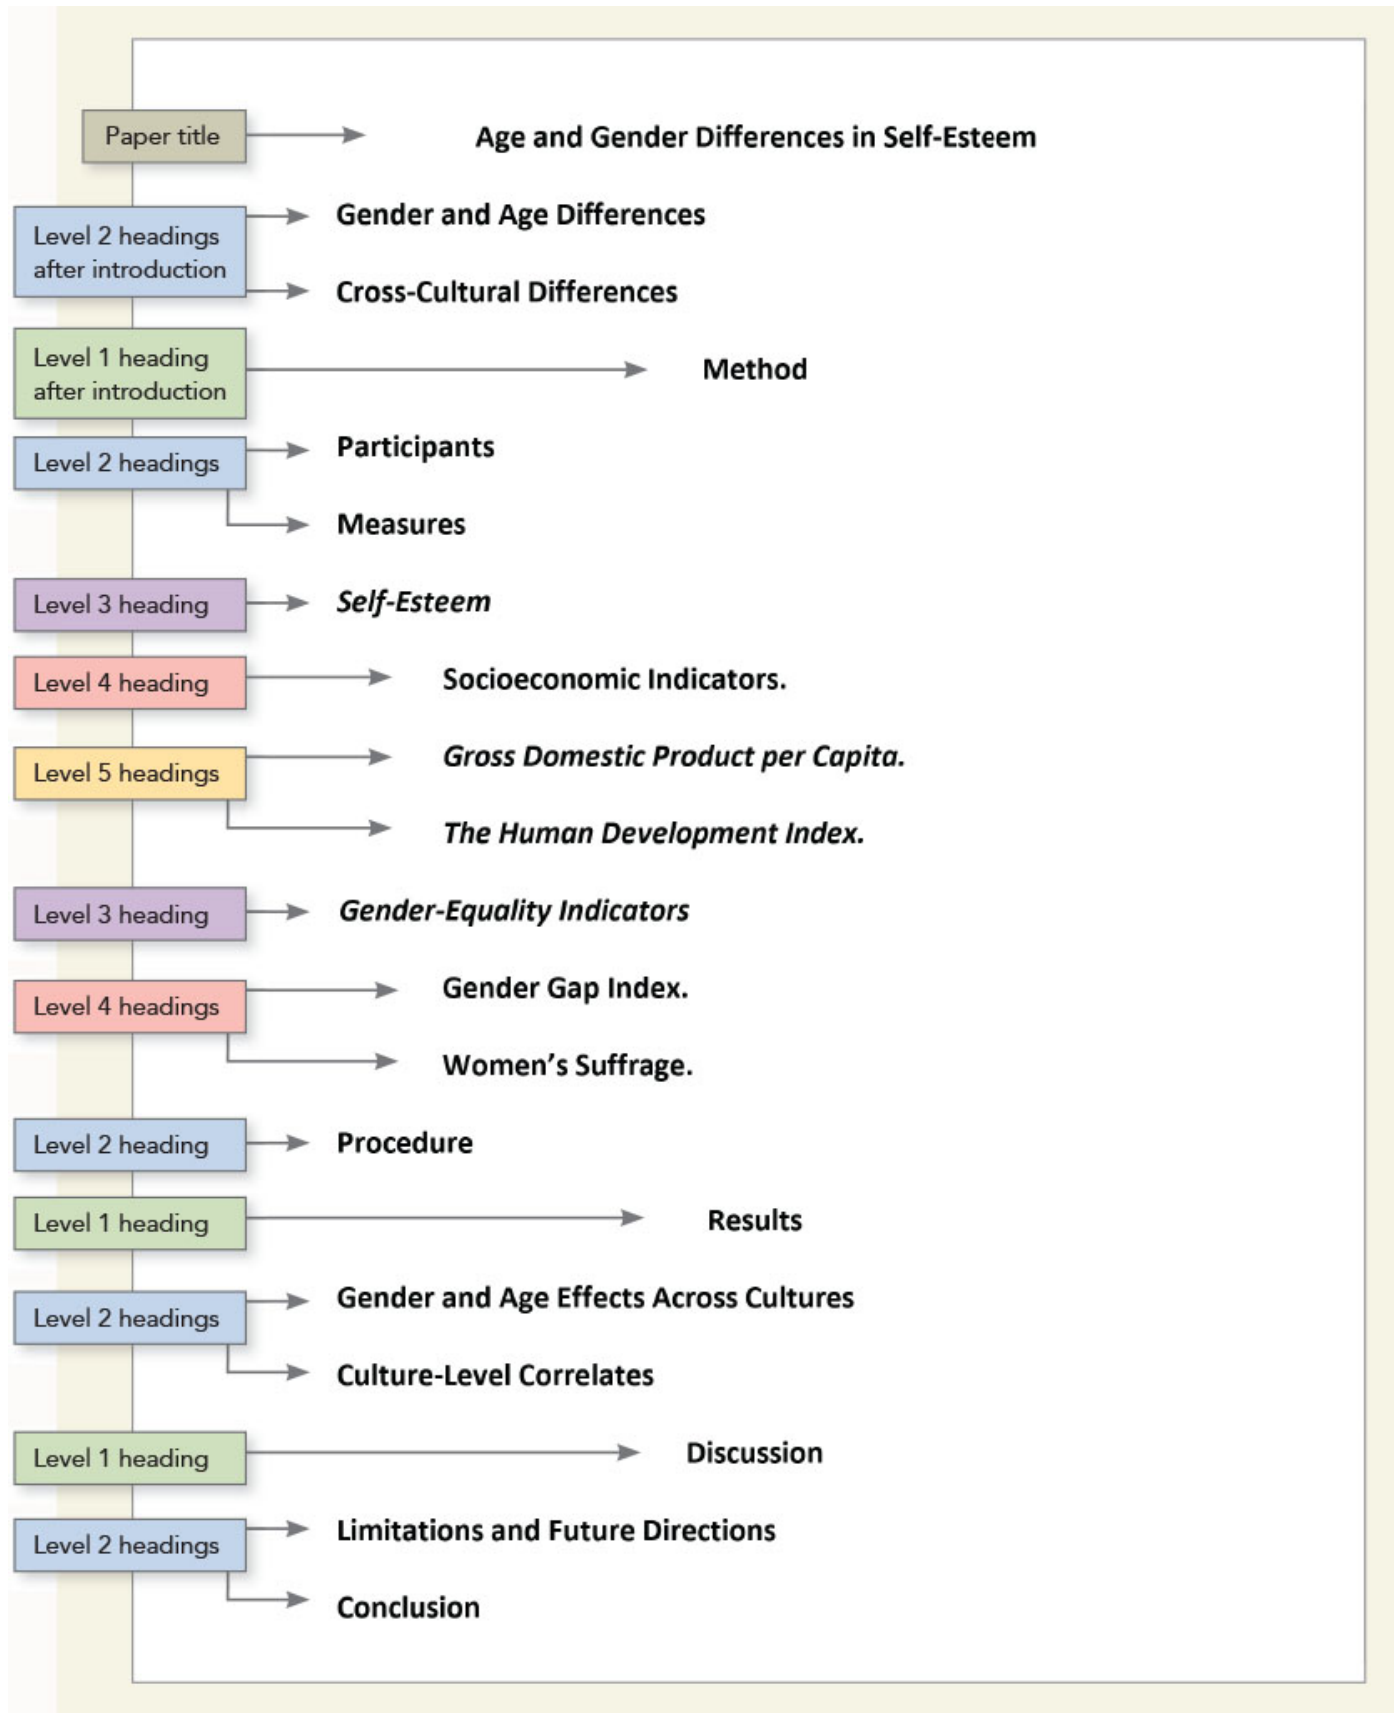 Paper title
Age and Gender Differences in Self-Esteem
Level 2 headings
after introduction
Gender and Age Differences
Cross-Cultural Differences
Level 1 heading
after introduction
Method
Level 2 headings
Participants
Measures
Level 3 heading
Self-Esteem
Level 4 heading
Socioeconomic Indicators.
Level 5 headings
Gross Domestic Product per Capita.
The Human Development Index.
Level 3 heading
Gender-Equality Indicators
Level 4 headings
Gender Gap Index.
Women’s Suffrage.
Level 2 heading
Procedure
Level 1 heading
Results
Level 2 headings
Gender and Age Effects Across Cultures
Culture-Level Correlates
Level 1 heading
Discussion
Level 2 headings
Limitations and Future Directions
Conclusion